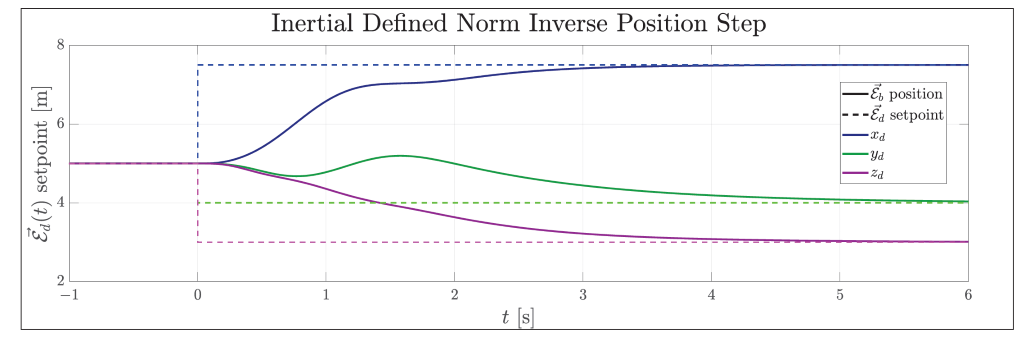 Inertial Defined Norm Inverse Position Step
8
6
4
2
−1
0
1
2
3
4
5
6
t [s]
$\vec{\mathcal{E}}_d(t)$ setpoint [m]
$\vec{\mathcal{E}}_b$ position
$\vec{\mathcal{E}}_d$ setpoint
$x_d$
$y_d$
$z_d$